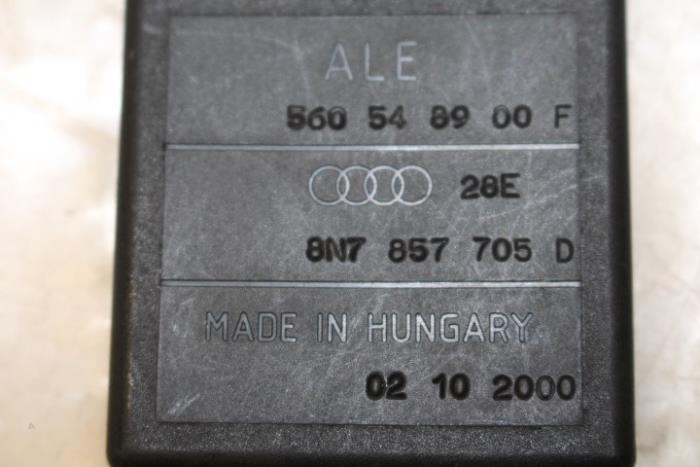 ALE
560 54 89 00 F
28E
8N7 857 705 D
MADE IN HUNGARY
02 10 2000